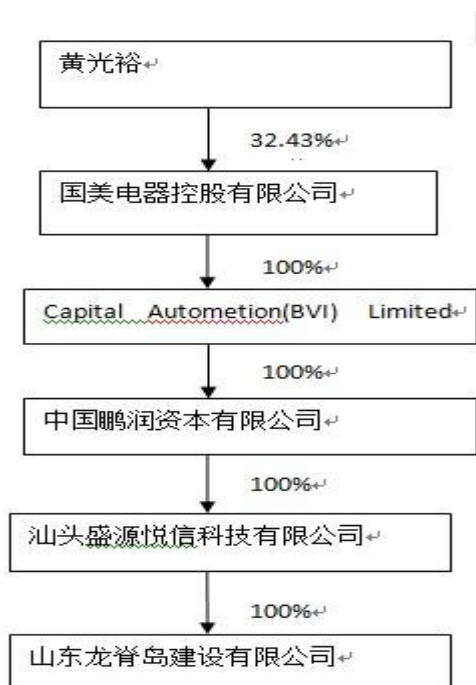 黄光裕
32.43%
国美电器控股有限公司
100%
Capital Autometion(BVI) Limited
100%
中国鹏润资本有限公司
100%
汕头盛源悦信科技有限公司
100%
山东龙脊岛建设有限公司